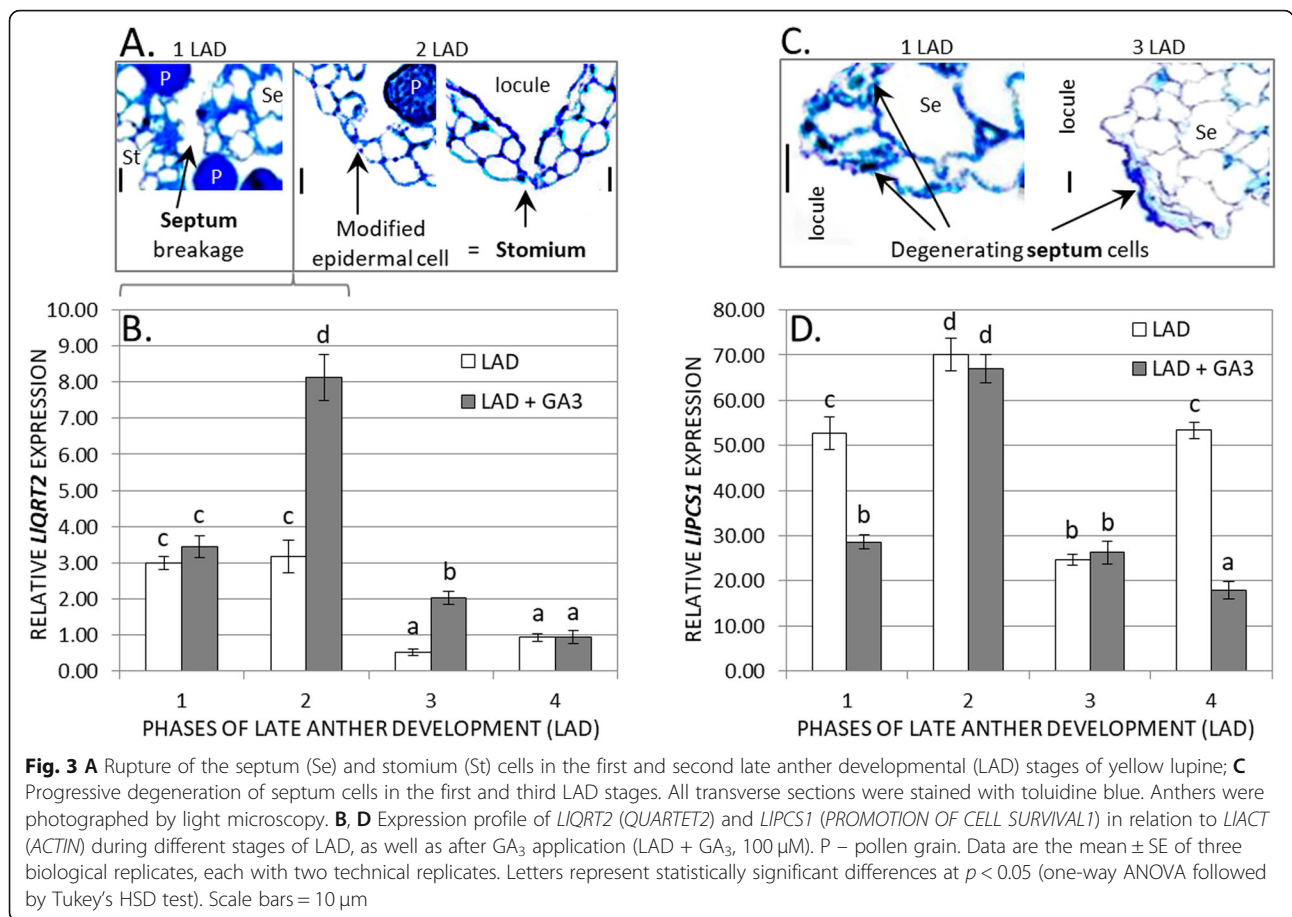 A.
1 LAD
2 LAD
P
Se
St
P
P
locule
Septum
breakage
Modified
epidermal cell
= Stomium
C.
1 LAD
3 LAD
Se
locule
locule
Se
Degenerating septum cells
B.
RELATIVE LlQRT2 EXPRESSION
10.00
9.00
8.00
7.00
6.00
5.00
4.00
3.00
2.00
1.00
0.00
LAD
LAD + GA3
c
c
c
d
a
b
a
a
1
2
3
4
PHASES OF LATE ANTHER DEVELOPMENT (LAD)
D.
RELATIVE LlPCS1 EXPRESSION
80.00
70.00
60.00
50.00
40.00
30.00
20.00
10.00
0.00
LAD
LAD + GA3
c
b
d
d
b
b
c
a
1
2
3
4
PHASES OF LATE ANTHER DEVELOPMENT (LAD)
Fig. 3 A Rupture of the septum (Se) and stomium (St) cells in the first and second late anther developmental (LAD) stages of yellow lupine; C
Progressive degeneration of septum cells in the first and third LAD stages. All transverse sections were stained with toluidine blue. Anthers were
photographed by light microscopy. B, D Expression profile of LlQRT2 (QUARTET2) and LlPCS1 (PROMOTION OF CELL SURVIVAL1) in relation to LlACT
(ACTIN) during different stages of LAD, as well as after GA₃ application (LAD + GA₃, 100 μM). P – pollen grain. Data are the mean ± SE of three
biological replicates, each with two technical replicates. Letters represent statistically significant differences at p < 0.05 (one-way ANOVA followed
by Tukey's HSD test). Scale bars = 10 μm